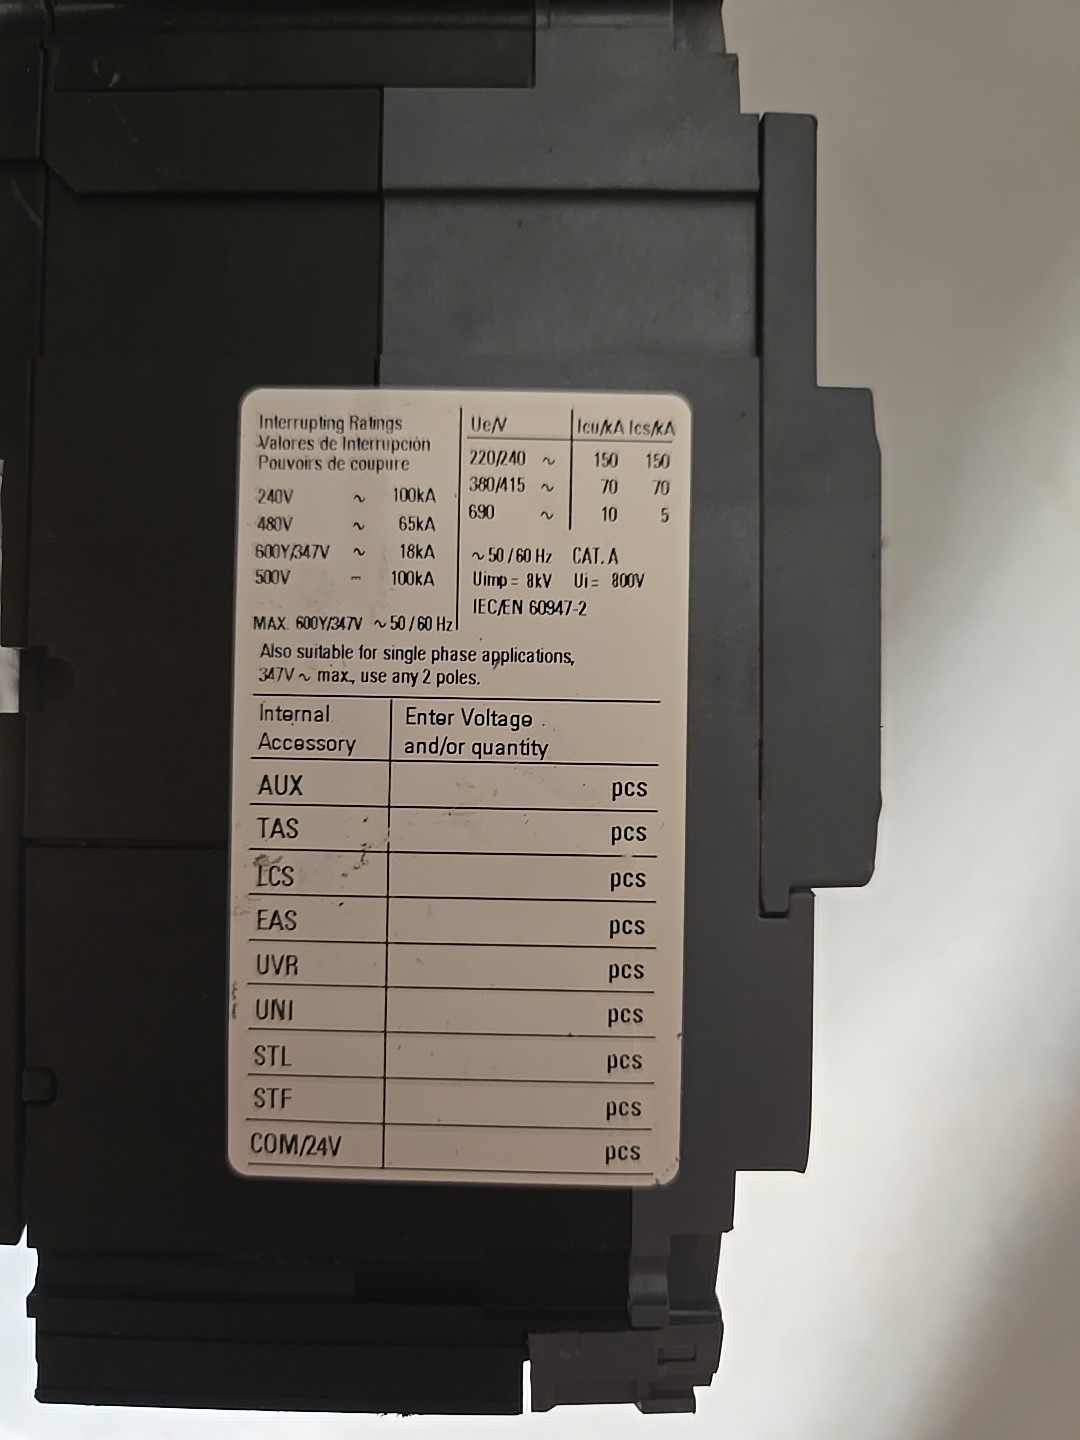 Interrupting Ratings
Valores de Interrupción
Pouvoirs de coupure
240V ~ 100kA
480V ~ 65kA
600Y/347V ~ 18kA
500V ⎓ 100kA
MAX. 600Y/347V ~ 50/60 Hz
Ue/V Icu/kA Ics/kA
220/240 ~ 150 150
380/415 ~ 70 70
690 ~ 10 5
~ 50/60 Hz CAT. A
Uimp = 8kV Ui = 800V
IEC/EN 60947-2
Also suitable for single phase applications,
347V ~ max., use any 2 poles.
Internal Accessory Enter Voltage and/or quantity
AUX pcs
TAS pcs
LCS pcs
EAS pcs
UVR pcs
UNI pcs
STL pcs
STF pcs
COM/24V pcs